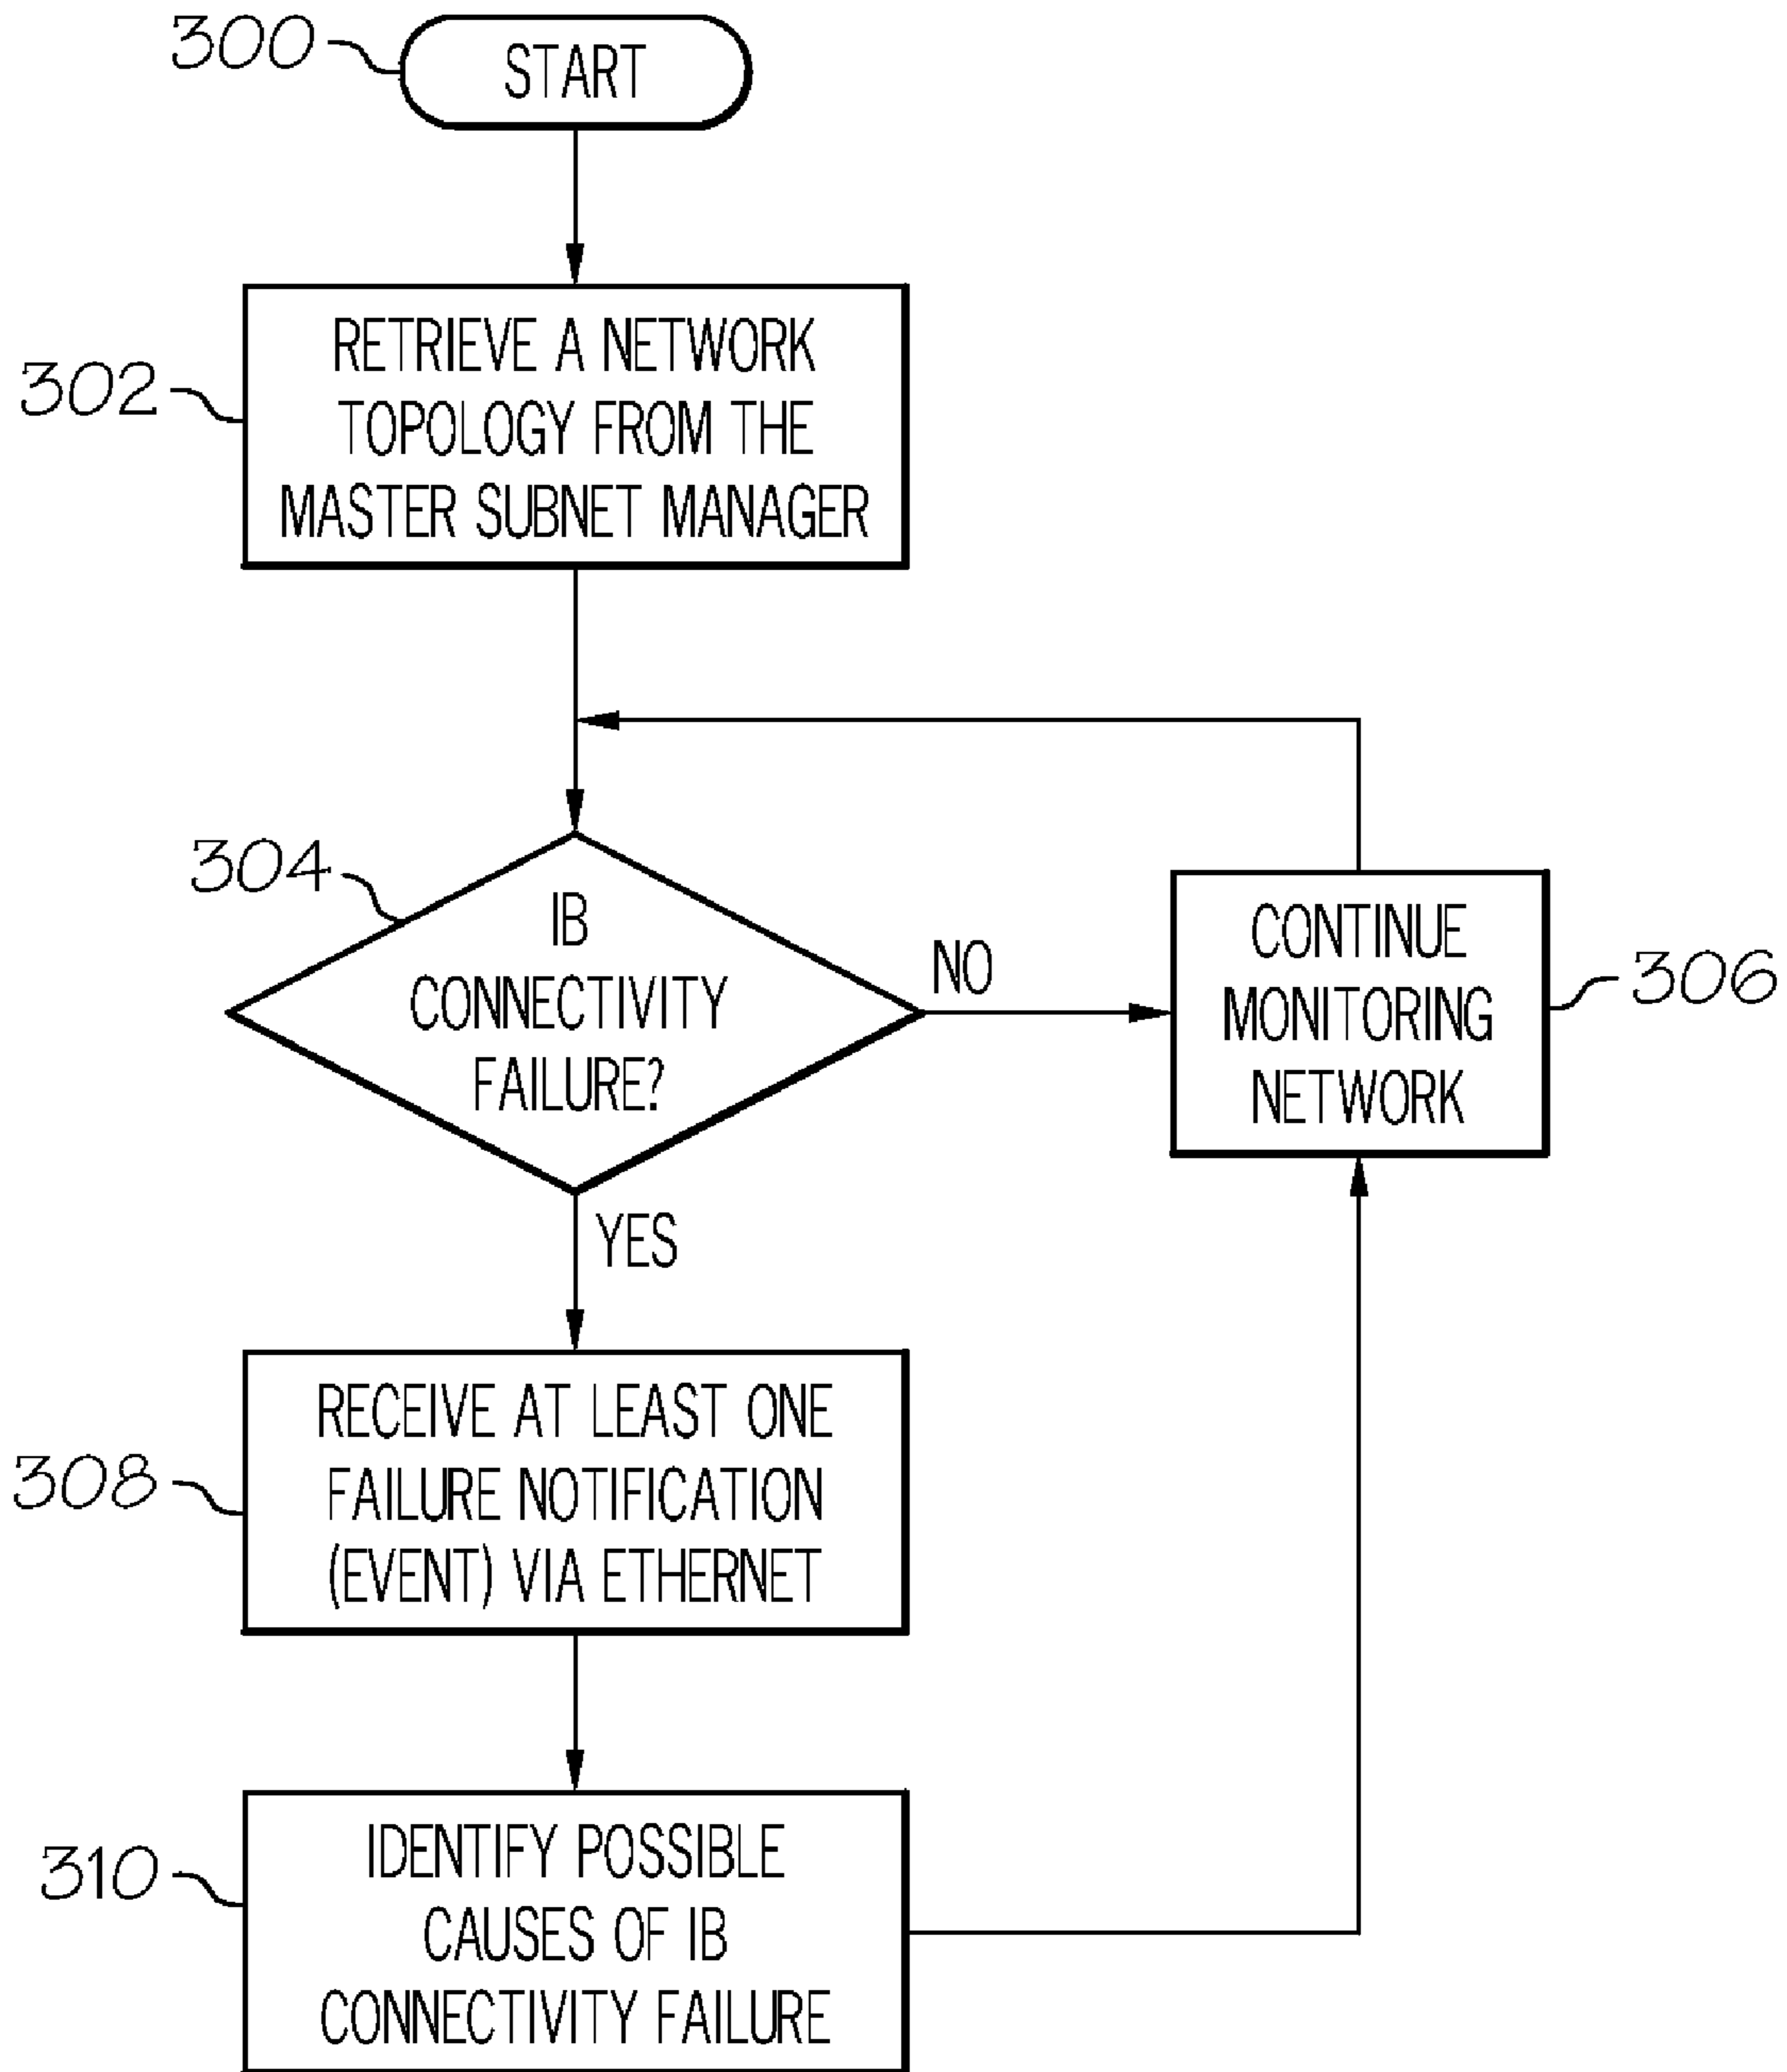 300
START
302
RETRIEVE A NETWORK
TOPOLOGY FROM THE
MASTER SUBNET MANAGER
304
IB
CONNECTIVITY
FAILURE?
NO
CONTINUE
MONITORING
NETWORK
306
YES
308
RECEIVE AT LEAST ONE
FAILURE NOTIFICATION
(EVENT) VIA ETHERNET
310
IDENTIFY POSSIBLE
CAUSES OF IB
CONNECTIVITY FAILURE